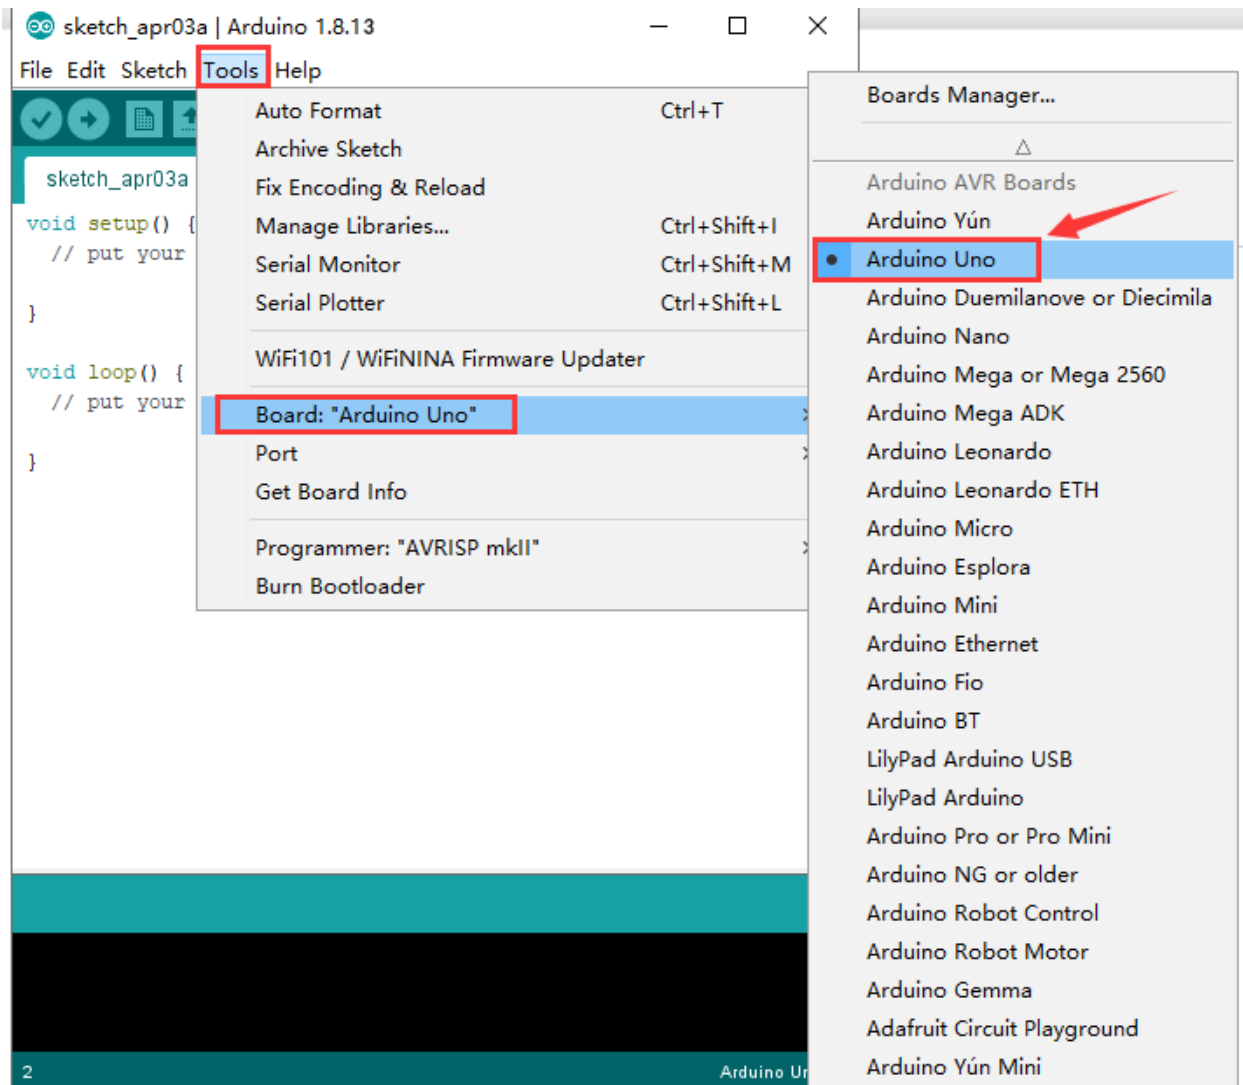 sketch_apr03a | Arduino 1.8.13
File Edit Sketch Tools Help
sketch_apr03a
void setup() {
// put your
}
void loop() {
// put your
}
Auto Format Ctrl+T
Archive Sketch
Fix Encoding & Reload
Manage Libraries... Ctrl+Shift+I
Serial Monitor Ctrl+Shift+M
Serial Plotter Ctrl+Shift+L
WiFi101 / WiFiNINA Firmware Updater
Board: "Arduino Uno"
Port
Get Board Info
Programmer: "AVRISP mkII"
Burn Bootloader
Boards Manager...
Arduino AVR Boards
Arduino Yún
Arduino Uno
Arduino Duemilanove or Diecimila
Arduino Nano
Arduino Mega or Mega 2560
Arduino Mega ADK
Arduino Leonardo
Arduino Leonardo ETH
Arduino Micro
Arduino Esplora
Arduino Mini
Arduino Ethernet
Arduino Fio
Arduino BT
LilyPad Arduino USB
LilyPad Arduino
Arduino Pro or Pro Mini
Arduino NG or older
Arduino Robot Control
Arduino Robot Motor
Arduino Gemma
Adafruit Circuit Playground
Arduino Yún Mini
2 Arduino